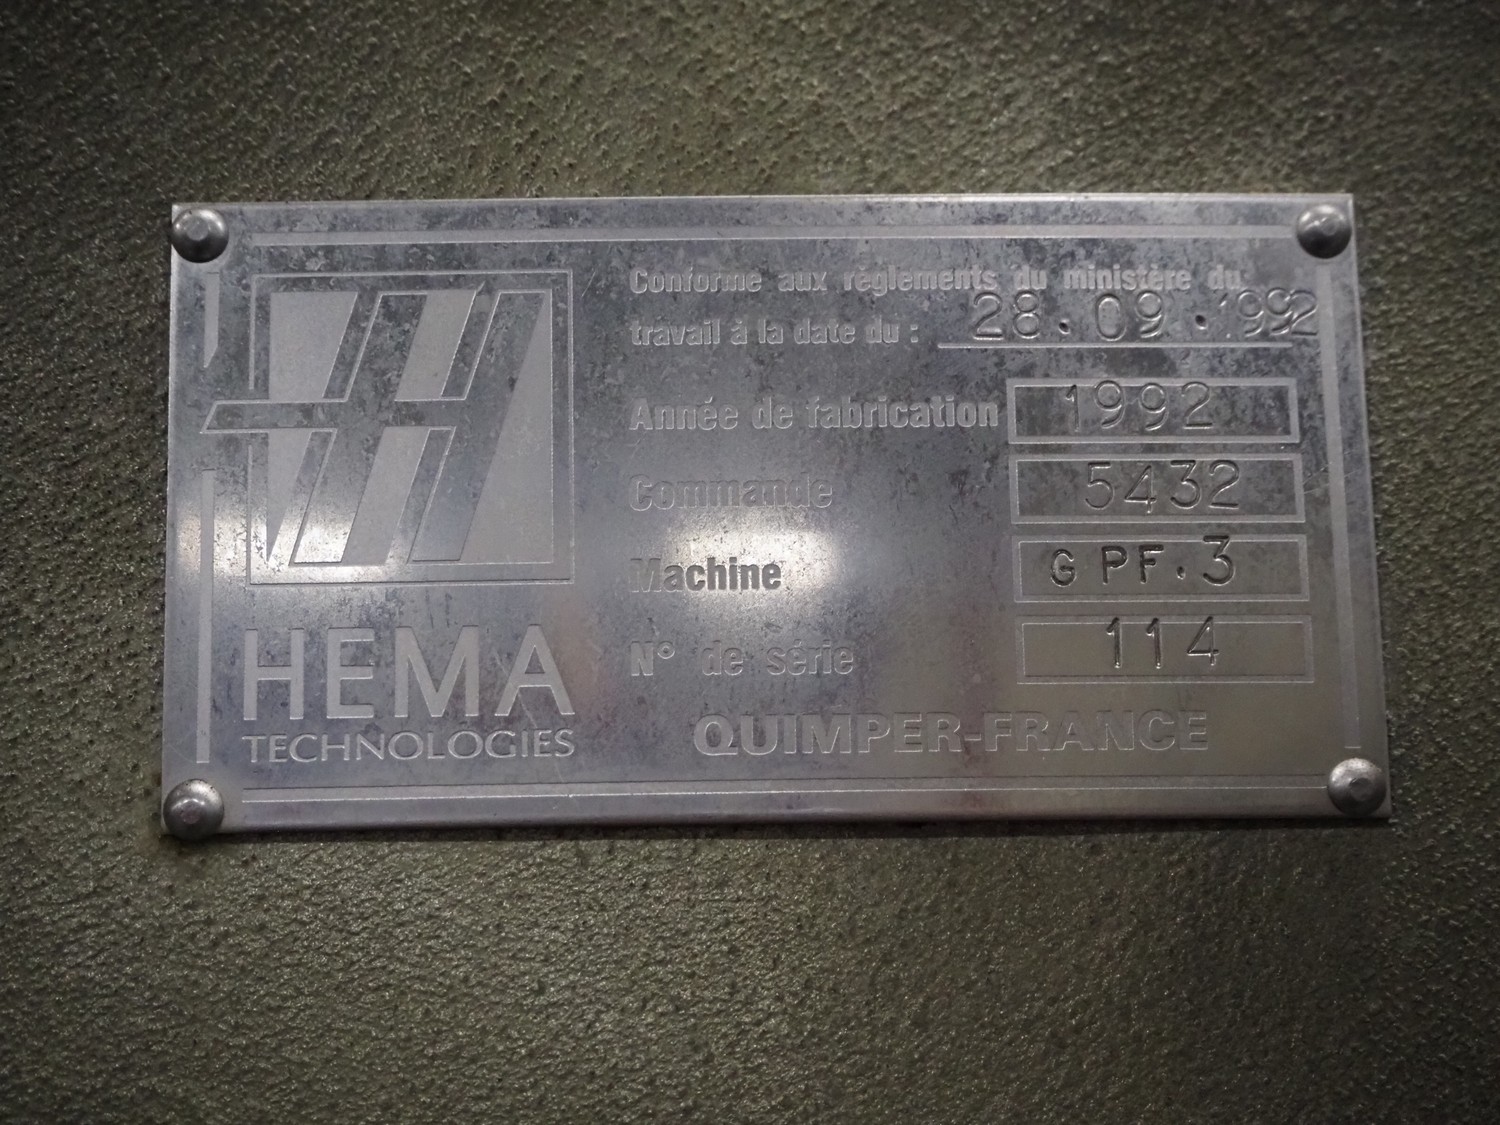 Conforme aux règlements du ministère du
travail à la date du : 28.09.1992
Année de fabrication 1992
Commande 5432
Machine GPF.3
N° de série 114
HEMA
TECHNOLOGIES
QUIMPER-FRANCE